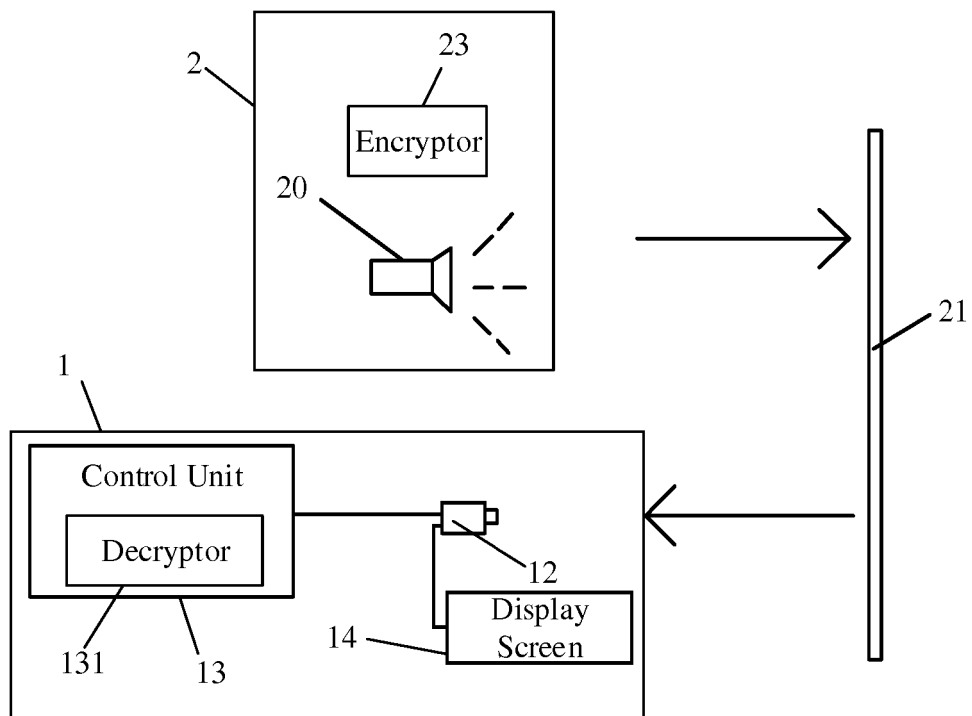 23
2
Encryptor
20
21
1
Control Unit
Decryptor
12
Display
Screen
14
131
13